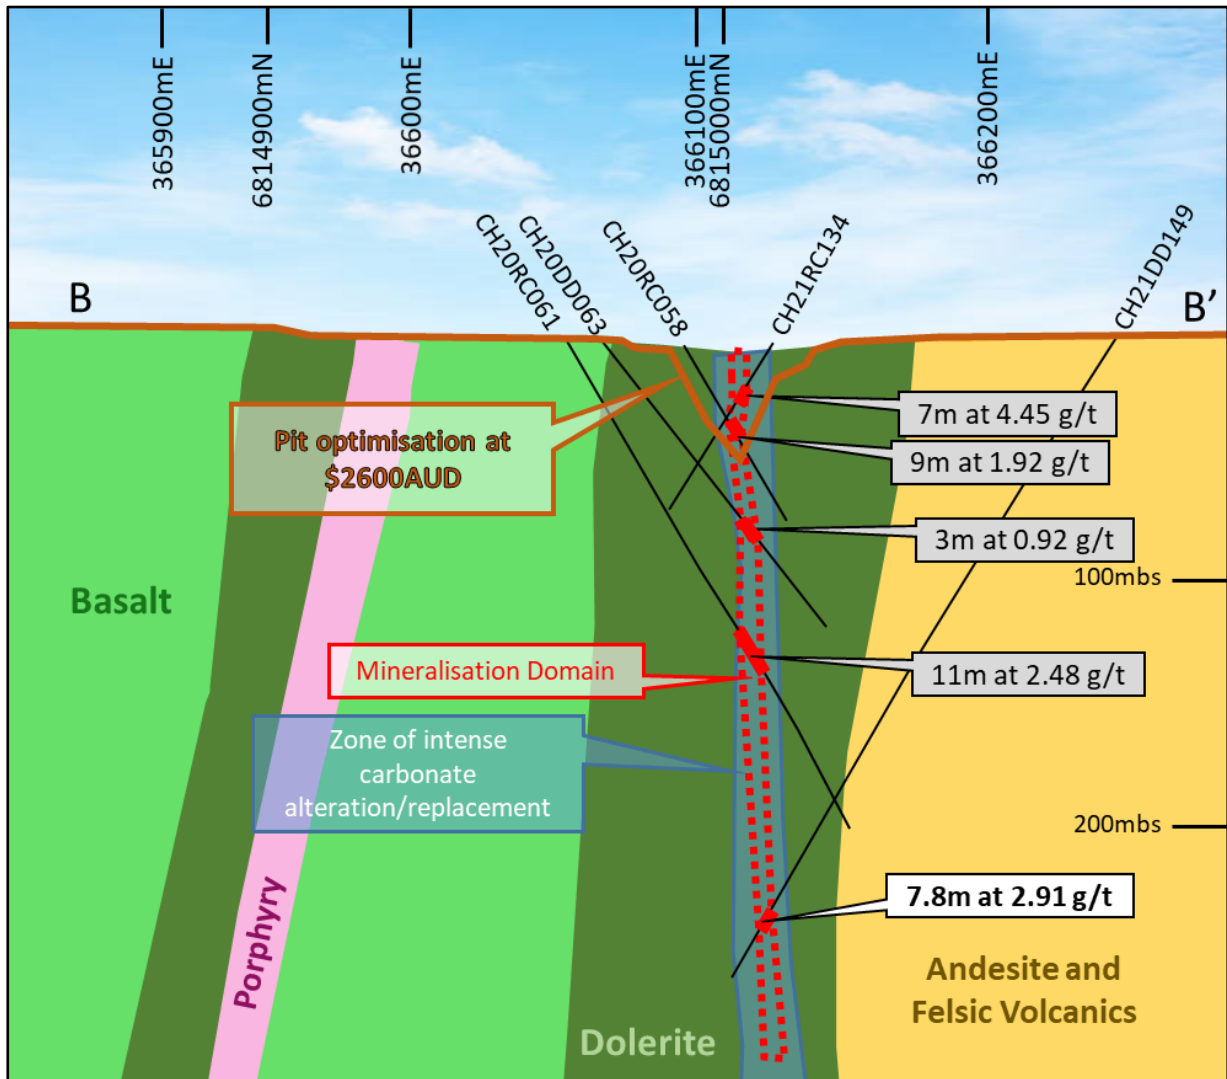 365900mE
6814900mN
36600mE
366100mE
6815000mN
366200mE
CH20RC061
CH20DD063
CH20RC058
CH21RC134
CH21DD149
B
B’
Pit optimisation at
$2600AUD
7m at 4.45 g/t
9m at 1.92 g/t
3m at 0.92 g/t
100mbs
Basalt
Mineralisation Domain
11m at 2.48 g/t
Zone of intense
carbonate
alteration/replacement
200mbs
7.8m at 2.91 g/t
Porphyry
Andesite and
Felsic Volcanics
Dolerite